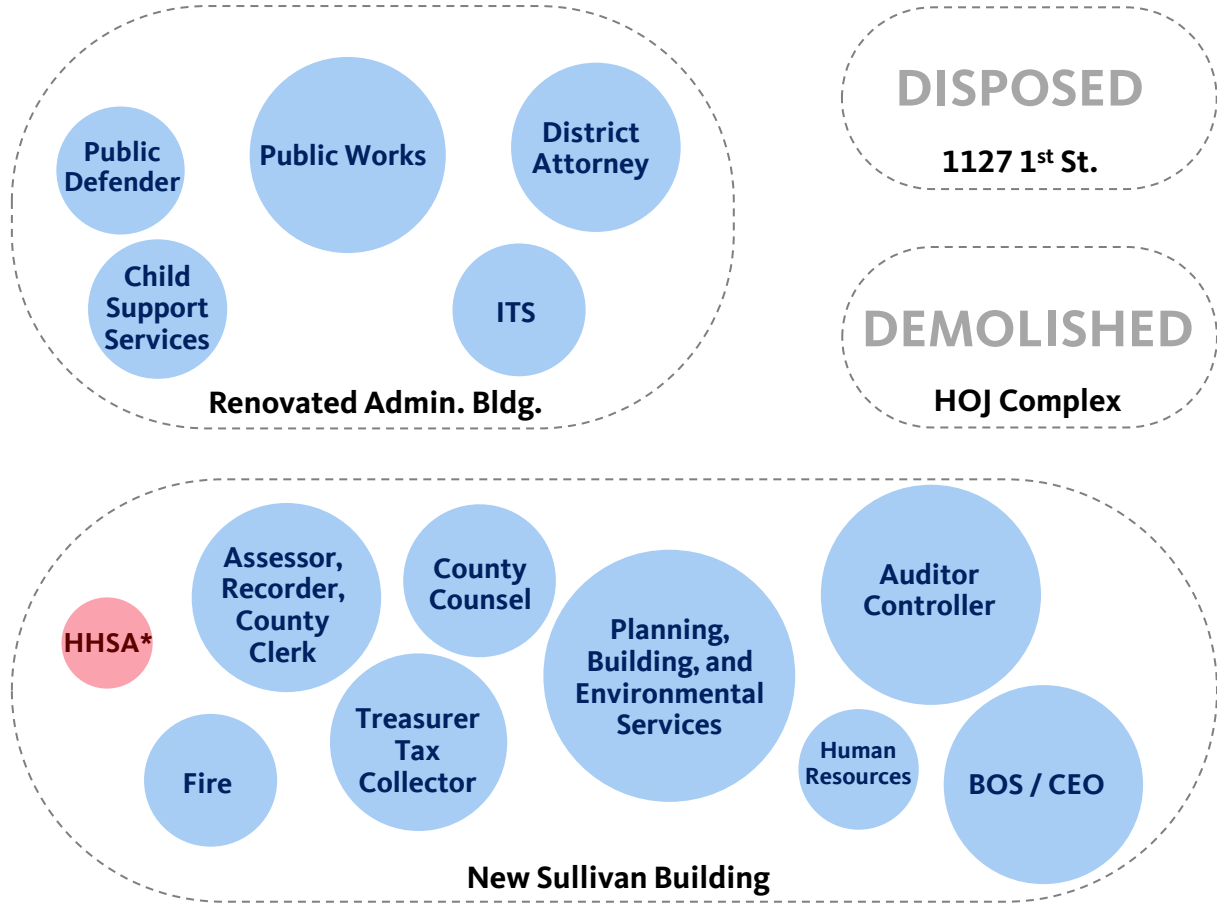 Public
Defender
Public Works
District
Attorney
Child
Support
Services
ITS
Renovated Admin. Bldg.
DISPOSED
1127 1st St.
DEMOLISHED
HOJ Complex
HHSA*
Assessor,
Recorder,
County
Clerk
County
Counsel
Fire
Treasurer
Tax
Collector
Planning,
Building, and
Environmental
Services
Auditor
Controller
Human
Resources
BOS / CEO
New Sullivan Building